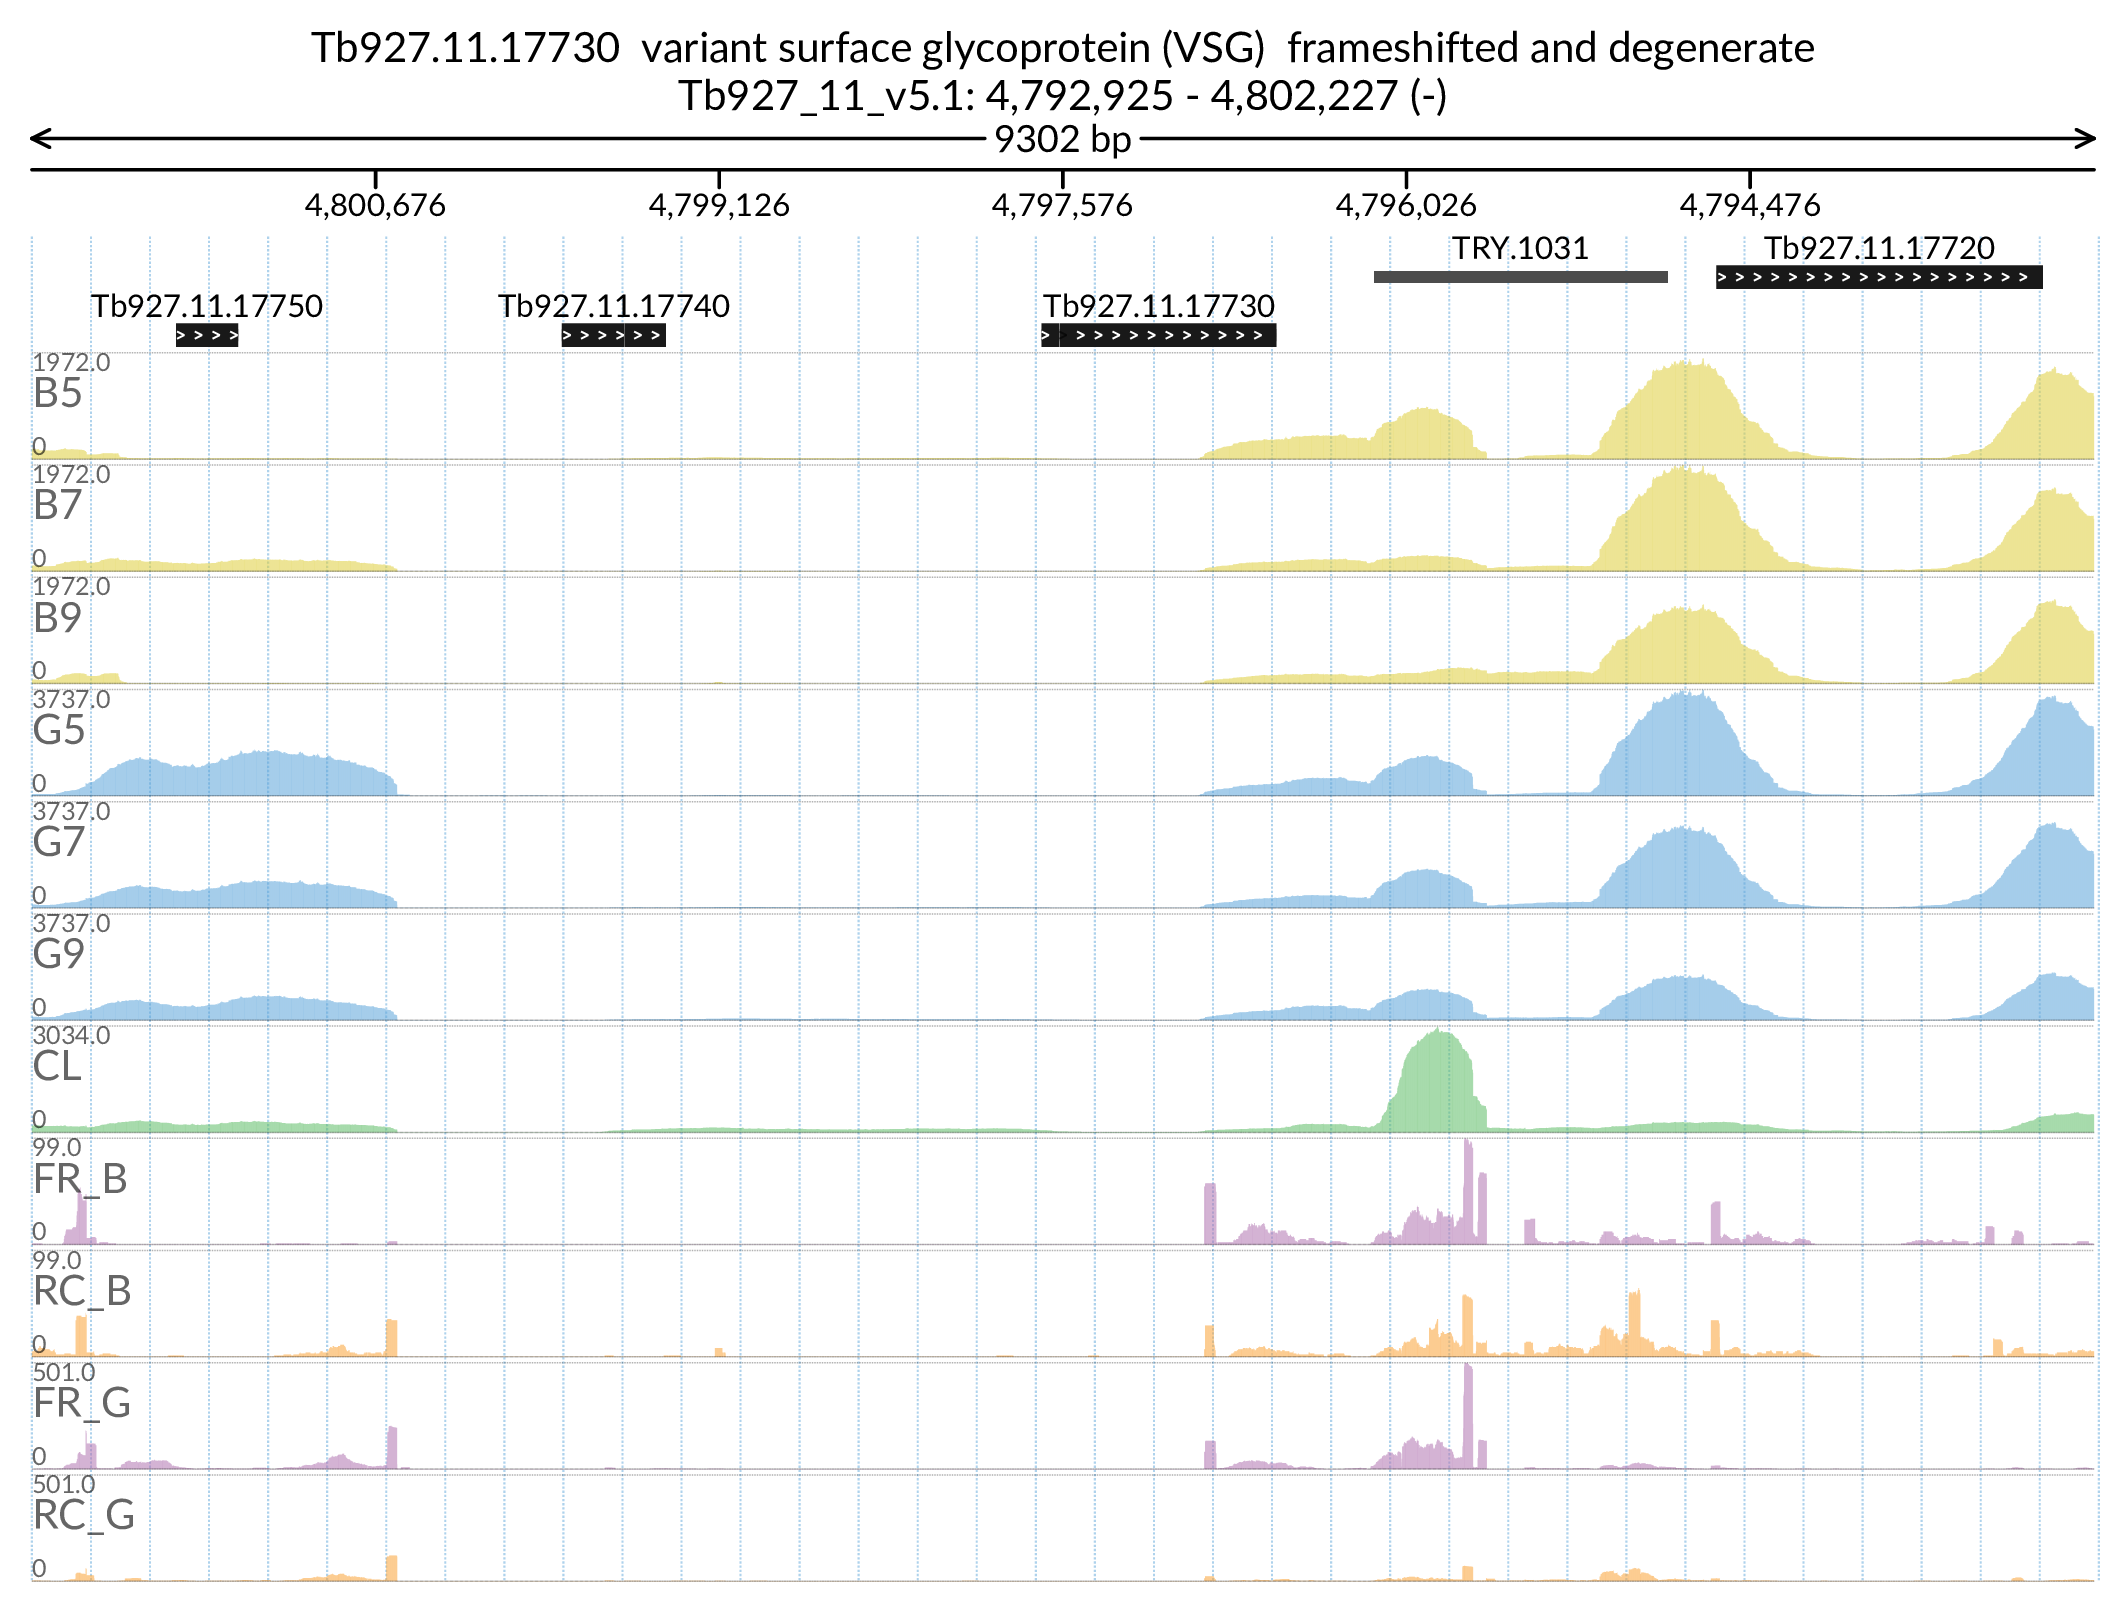 Tb927.11.17730  variant surface glycoprotein (VSG)  frameshifted and degenerate
Tb927_11_v5.1: 4,792,925 - 4,802,227 (-)
9302 bp
4,800,676 4,799,126 4,797,576 4,796,026 4,794,476
TRY.1031 Tb927.11.17720
Tb927.11.17750 Tb927.11.17740 Tb927.11.17730
1972.0
B5
0
1972.0
B7
0
1972.0
B9
0
3737.0
G5
0
3737.0
G7
0
3737.0
G9
0
3034.0
CL
0
99.0
FR_B
0
99.0
RC_B
0
501.0
FR_G
0
501.0
RC_G
0